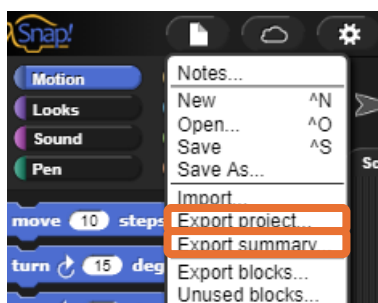 Snap!
Motion
Looks
Sound
Pen
move 10 steps
turn 15 deg
Notes...
New ^N
Open... ^O
Save ^S
Save As...
Import...
Export project...
Export summary
Export blocks...
Unused blocks...
Sc